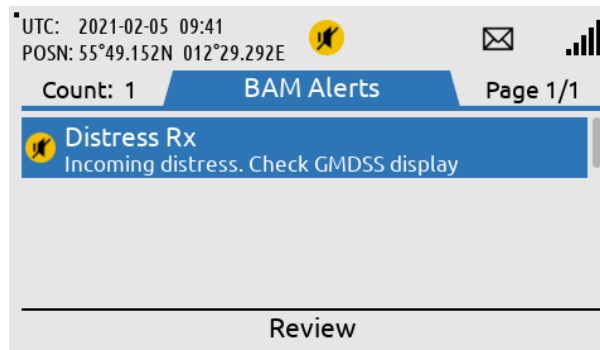 UTC: 2021-02-05 09:41
POSN: 55°49.152N 012°29.292E
Count: 1 BAM Alerts Page 1/1
Distress Rx
Incoming distress. Check GMDSS display
Review